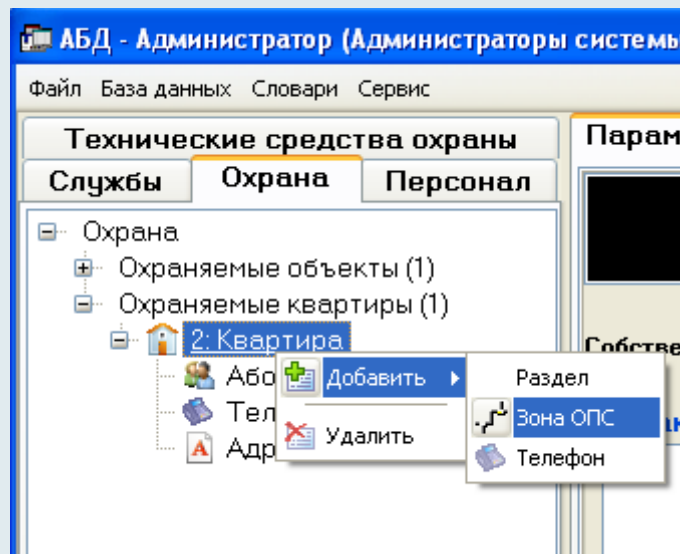 АБД - Администратор (Администраторы системы
Файл База данных Словари Сервис
Технические средства охраны
Парам
Службы Охрана Персонал
Охрана
Охраняемые объекты (1)
Охраняемые квартиры (1)
2: Квартира
Собстве
Або
Добавить
Раздел
Тел
Зона ОПС
Удалить
Адр
Телефон